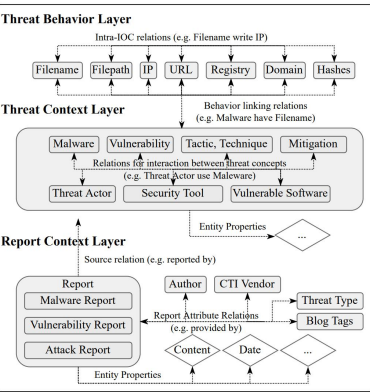 Threat Behavior Layer
Intra-IOC relations (e.g. Filename write IP)
Filename Filepath IP URL Registry Domain Hashes
Behavior linking relations
(e.g. Malware have Filename)
Threat Context Layer
Malware Vulnerability Tactic, Technique Mitigation
Relations for interaction between threat concepts
(e.g. Threat Actor use Maleware)
Threat Actor Security Tool Vulnerable Software
Entity Properties
...
Report Context Layer
Source relation (e.g. reported by)
Report
Malware Report
Vulnerability Report
Attack Report
Author CTI Vendor
Threat Type
Report Attribute Relations
(e.g. provided by)
Blog Tags
Content Date ...
Entity Properties